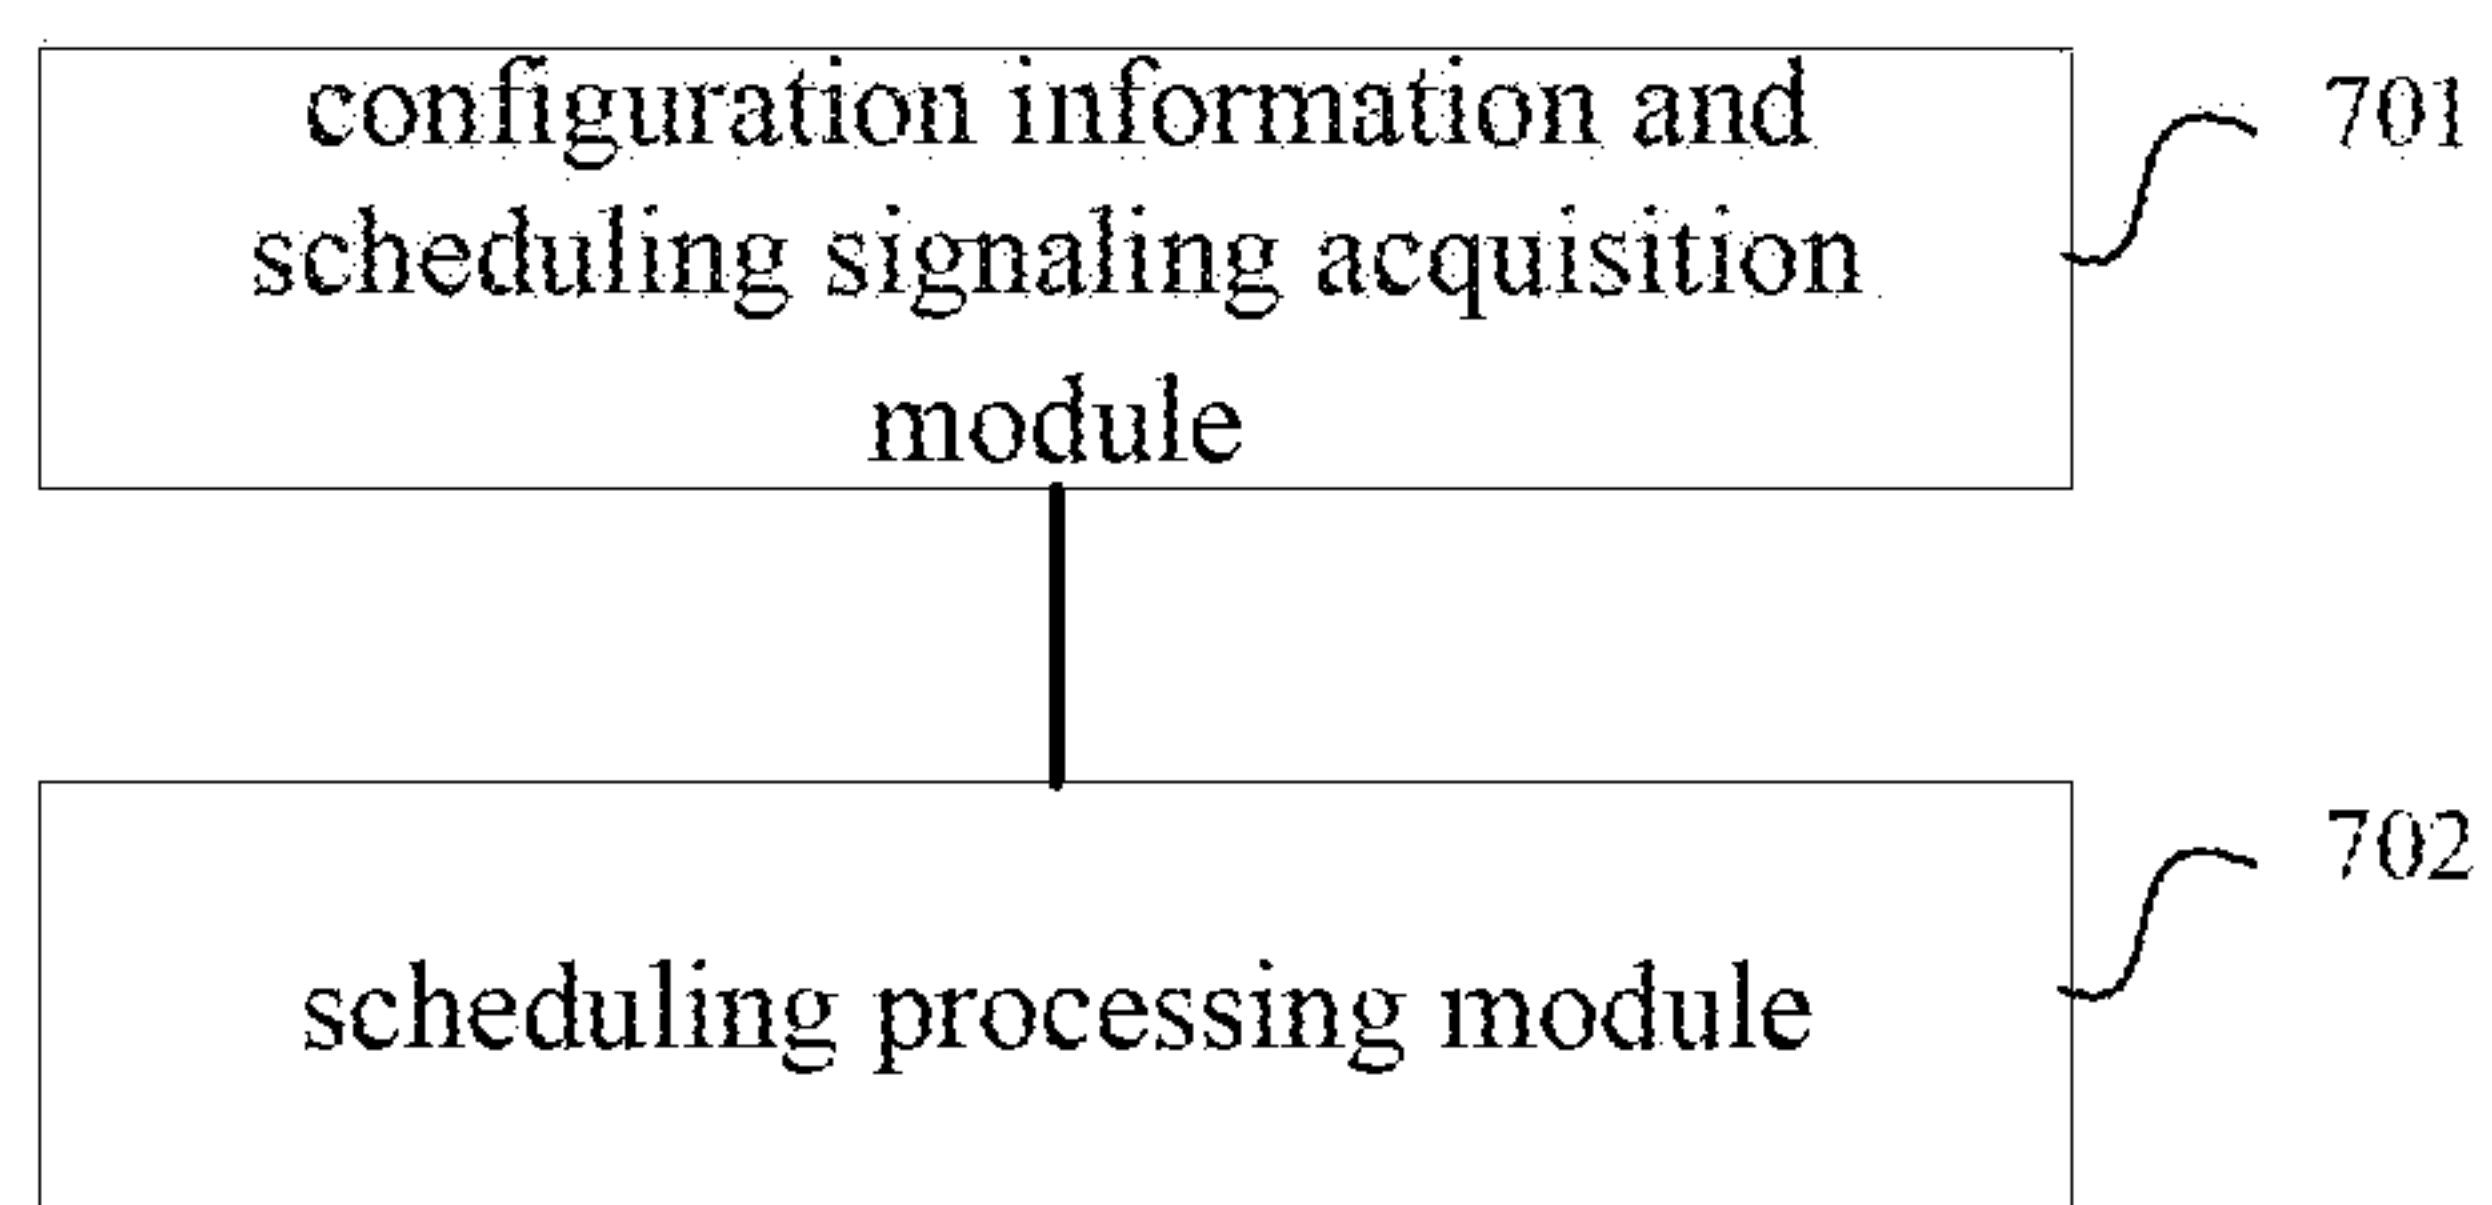 configuration information and
701
scheduling signaling acquisition
module
702
scheduling processing module